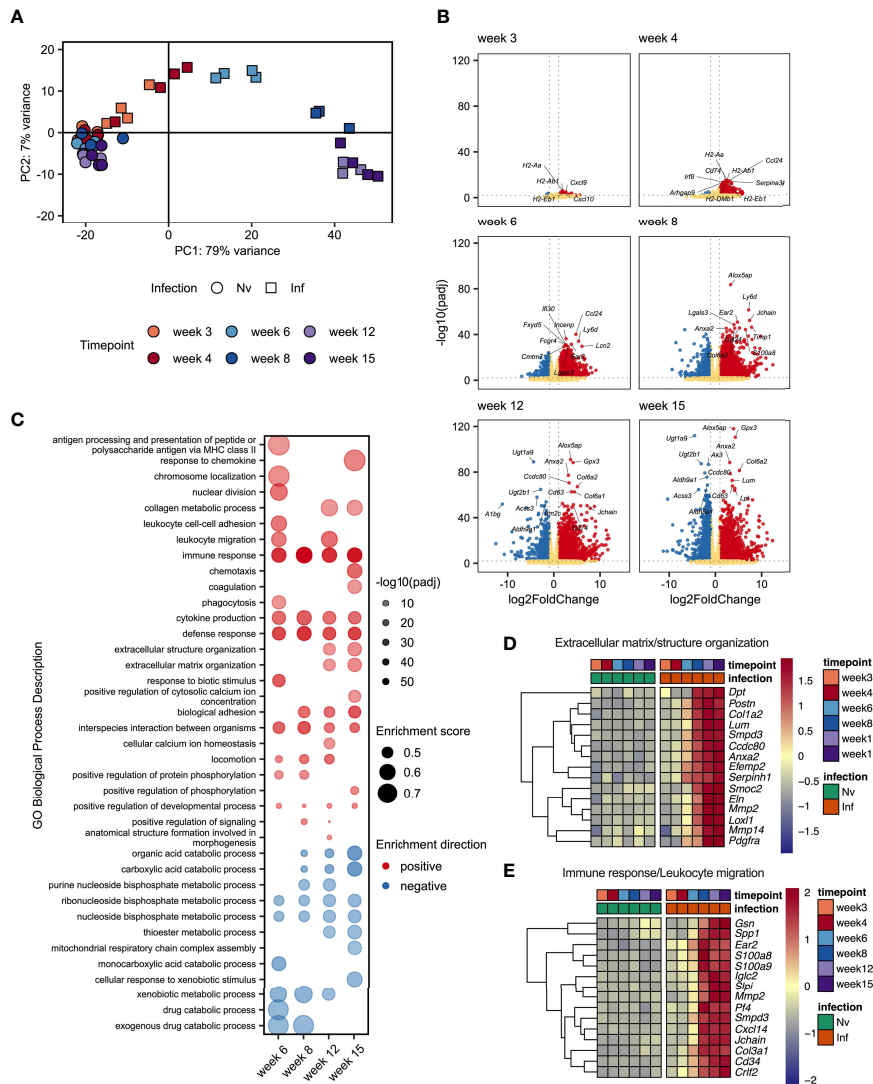 A
20
10
0
-10
-20
PC2: 7% variance
-20
0
20
40
PC1: 79% variance
Infection
Nv
Inf
Timepoint
week 3
week 6
week 12
week 4
week 8
week 15
B
-log10(padj)
week 3
120
80
40
0
H2-Aa
H2-Ab1
Cxcl9
H2-Eb1
Cxcl10
week 4
H2-Aa
Ccl24
Cd74
H2-Ab1
Irf8
Serpina3g
Arhgap9
H2-DMb1
H2-Eb1
week 6
120
80
40
0
Ifi30
Ccl24
Fxyd5
Incenp
Ly6d
Fcgr4
Lcn2
Cmtm7
Ear2
Lgals3
week 8
Alox5ap
Ly6d
Lgals3
Ear2
Jchain
Anxa2
Timp1
Col6a2
S100a8
week 12
120
80
40
0
Alox5ap
Ugt1a9
Anxa2
Gpx3
Ccdc80
Col6a2
Ugt2b1
Cd63
Col6a1
A1bg
Acss3
Jchain
Aldh9a1
-10
0
10
week 15
Alox5ap
Gpx3
Ugt1a9
Anxa2
Ugt2b1
Ak3
Col6a2
Ccdc80
Aldh9a1
Lum
Acss3
Cd63
Lpl
Aldh3a1
-10
0
10
log2FoldChange
log2FoldChange
C
GO Biological Process Description
antigen processing and presentation of peptide or
polysaccharide antigen via MHC class II
response to chemokine
chromosome localization
nuclear division
collagen metabolic process
leukocyte cell-cell adhesion
leukocyte migration
immune response
chemotaxis
coagulation
phagocytosis
cytokine production
defense response
extracellular structure organization
extracellular matrix organization
response to biotic stimulus
positive regulation of cytosolic calcium ion
concentration
biological adhesion
interspecies interaction between organisms
cellular calcium ion homeostasis
locomotion
positive regulation of protein phosphorylation
positive regulation of phosphorylation
positive regulation of developmental process
positive regulation of signaling
anatomical structure formation involved in
morphogenesis
organic acid catabolic process
carboxylic acid catabolic process
purine nucleoside bisphosphate metabolic process
ribonucleoside bisphosphate metabolic process
nucleoside bisphosphate metabolic process
thioester metabolic process
mitochondrial respiratory chain complex assembly
monocarboxylic acid catabolic process
cellular response to xenobiotic stimulus
xenobiotic metabolic process
drug catabolic process
exogenous drug catabolic process
week 6
week 8
week 12
week 15
-log10(padj)
10
20
30
40
50
Enrichment score
0.5
0.6
0.7
Enrichment direction
positive
negative
D
Extracellular matrix/structure organization
timepoint
infection
Dpt
Postn
Col1a2
Lum
Smpd3
Ccdc80
Anxa2
Efemp2
Serpinh1
Smoc2
Eln
Mmp2
Loxl1
Mmp14
Pdgfra
1.5
1
0.5
0
-0.5
-1
-1.5
timepoint
week3
week4
week6
week8
week1
week1
infection
Nv
Inf
E
Immune response/Leukocyte migration
timepoint
infection
Gsn
Spp1
Ear2
S100a8
S100a9
Iglc2
Slpi
Mmp2
Pf4
Smpd3
Cxcl14
Jchain
Col3a1
Cd34
Crlf2
2
1
0
-1
-2
timepoint
week3
week4
week6
week8
week12
week15
infection
Nv
Inf